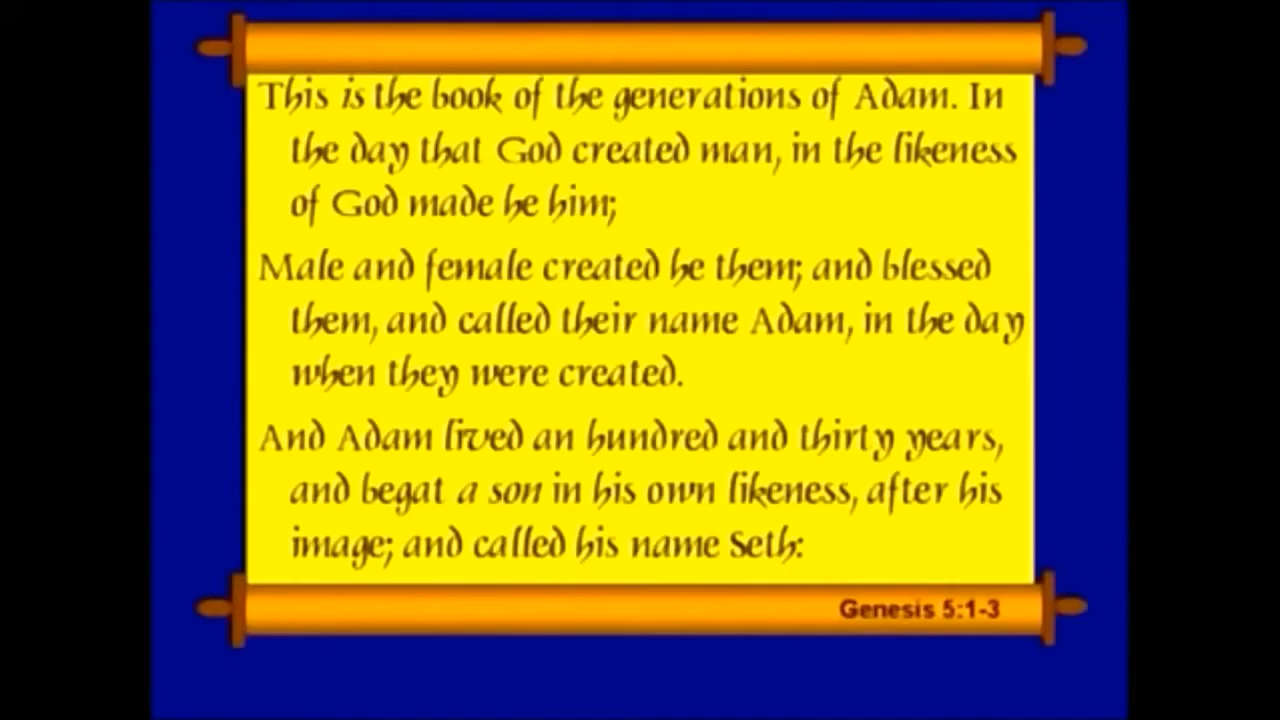 This is the book of the generations of Adam. In
the day that God created man, in the likeness
of God made he him;
Male and female created he them; and blessed
them, and called their name Adam, in the day
when they were created.
And Adam lived an hundred and thirty years,
and begat a son in his own likeness, after his
image; and called his name Seth:
Genesis 5:1-3